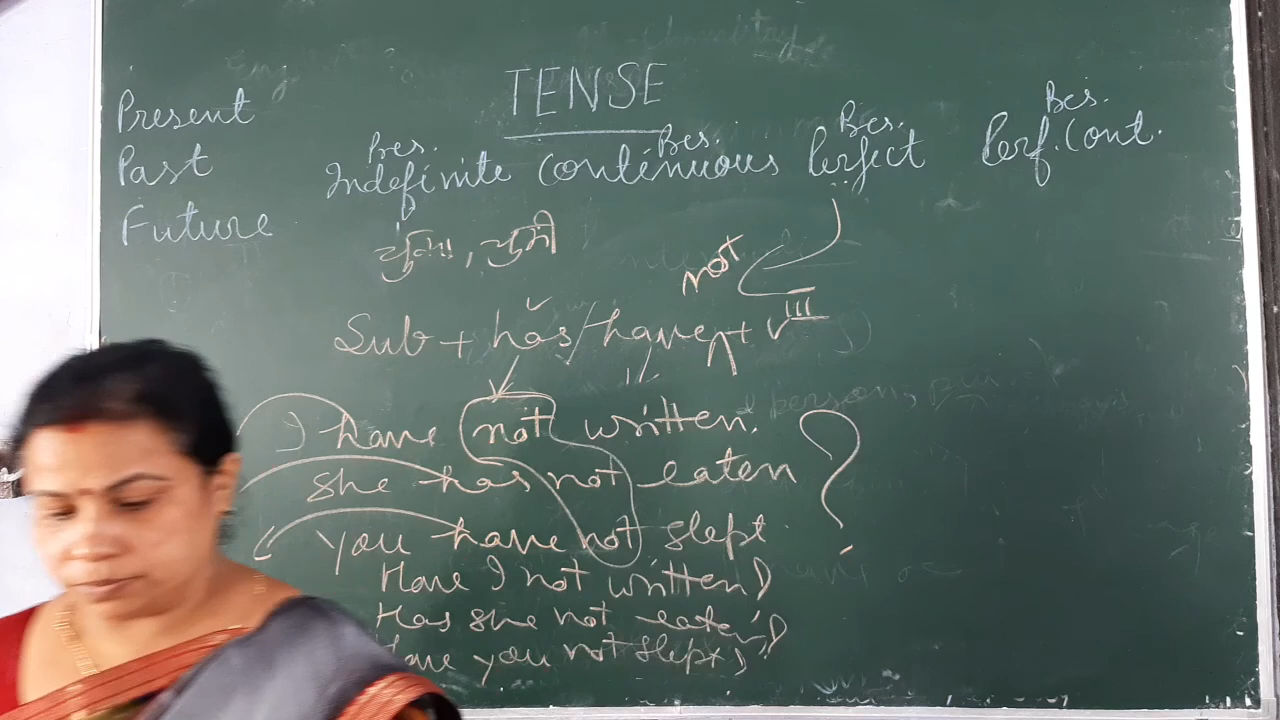 TENSE
Present
Past
Future
Pres. Pres. Pres. Pres.
Indefinite Continuous Perfect Perf. Cont.
not
Sub + has/have + V III
I have not written.
She has not eaten
You have not slept
?
Have I not written?
Has she not eaten?
Have you not slept?